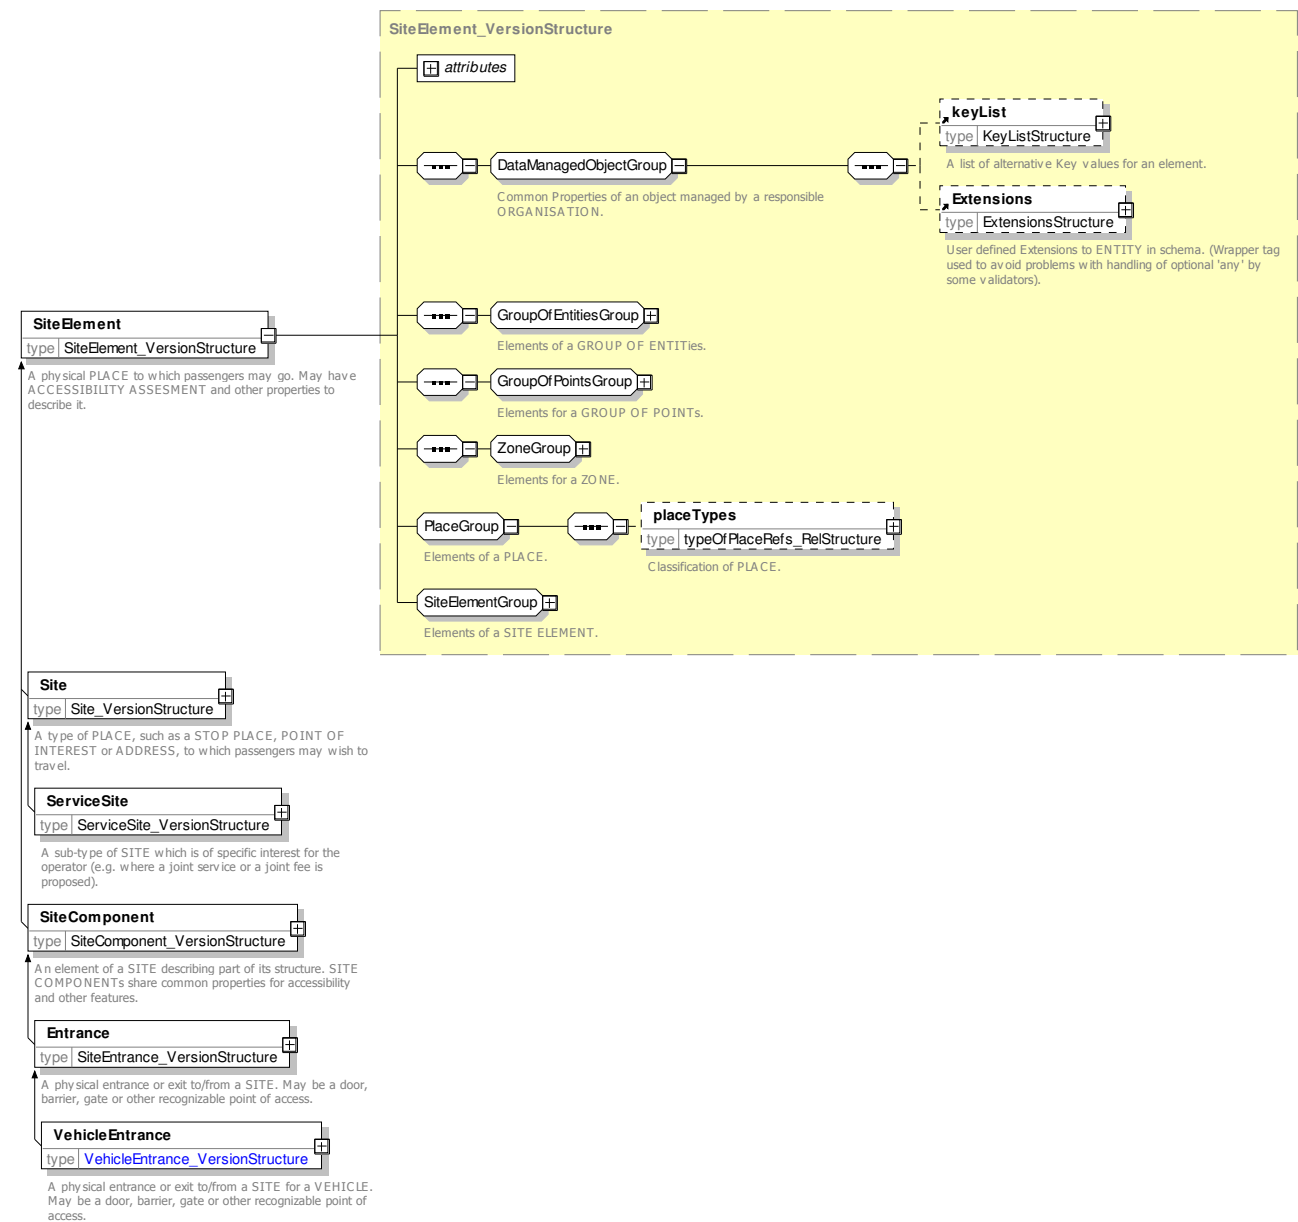 SiteElement_VersionStructure
attributes
keyList
type KeyListStructure
A list of alternative Key values for an element.
DataManagedObjectGroup
Common Properties of an object managed by a responsible
ORGANISATION.
Extensions
type ExtensionsStructure
User defined Extensions to ENTITY in schema. (Wrapper tag
used to avoid problems with handling of optional 'any' by
some validators).
SiteElement
type SiteElement_VersionStructure
A physical PLACE to which passengers may go. May have
ACCESSIBILITY ASSESMENT and other properties to
describe it.
GroupOfEntitiesGroup
Elements of a GROUP OF ENTITies.
GroupOfPointsGroup
Elements for a GROUP OF POINTs.
ZoneGroup
Elements for a ZONE.
PlaceGroup
Elements of a PLACE.
placeTypes
type typeOfPlaceRefs_RelStructure
Classification of PLACE.
SiteElementGroup
Elements of a SITE ELEMENT.
Site
type Site_VersionStructure
A type of PLACE, such as a STOP PLACE, POINT OF
INTEREST or ADDRESS, to which passengers may wish to
travel.
ServiceSite
type ServiceSite_VersionStructure
A sub-type of SITE which is of specific interest for the
operator (e.g. where a joint service or a joint fee is
proposed).
SiteComponent
type SiteComponent_VersionStructure
An element of a SITE describing part of its structure. SITE
COMPONENTs share common properties for accessibility
and other features.
Entrance
type SiteEntrance_VersionStructure
A physical entrance or exit to/from a SITE. May be a door,
barrier, gate or other recognizable point of access.
VehicleEntrance
type VehicleEntrance_VersionStructure
A physical entrance or exit to/from a SITE for a VEHICLE.
May be a door, barrier, gate or other recognizable point of
access.